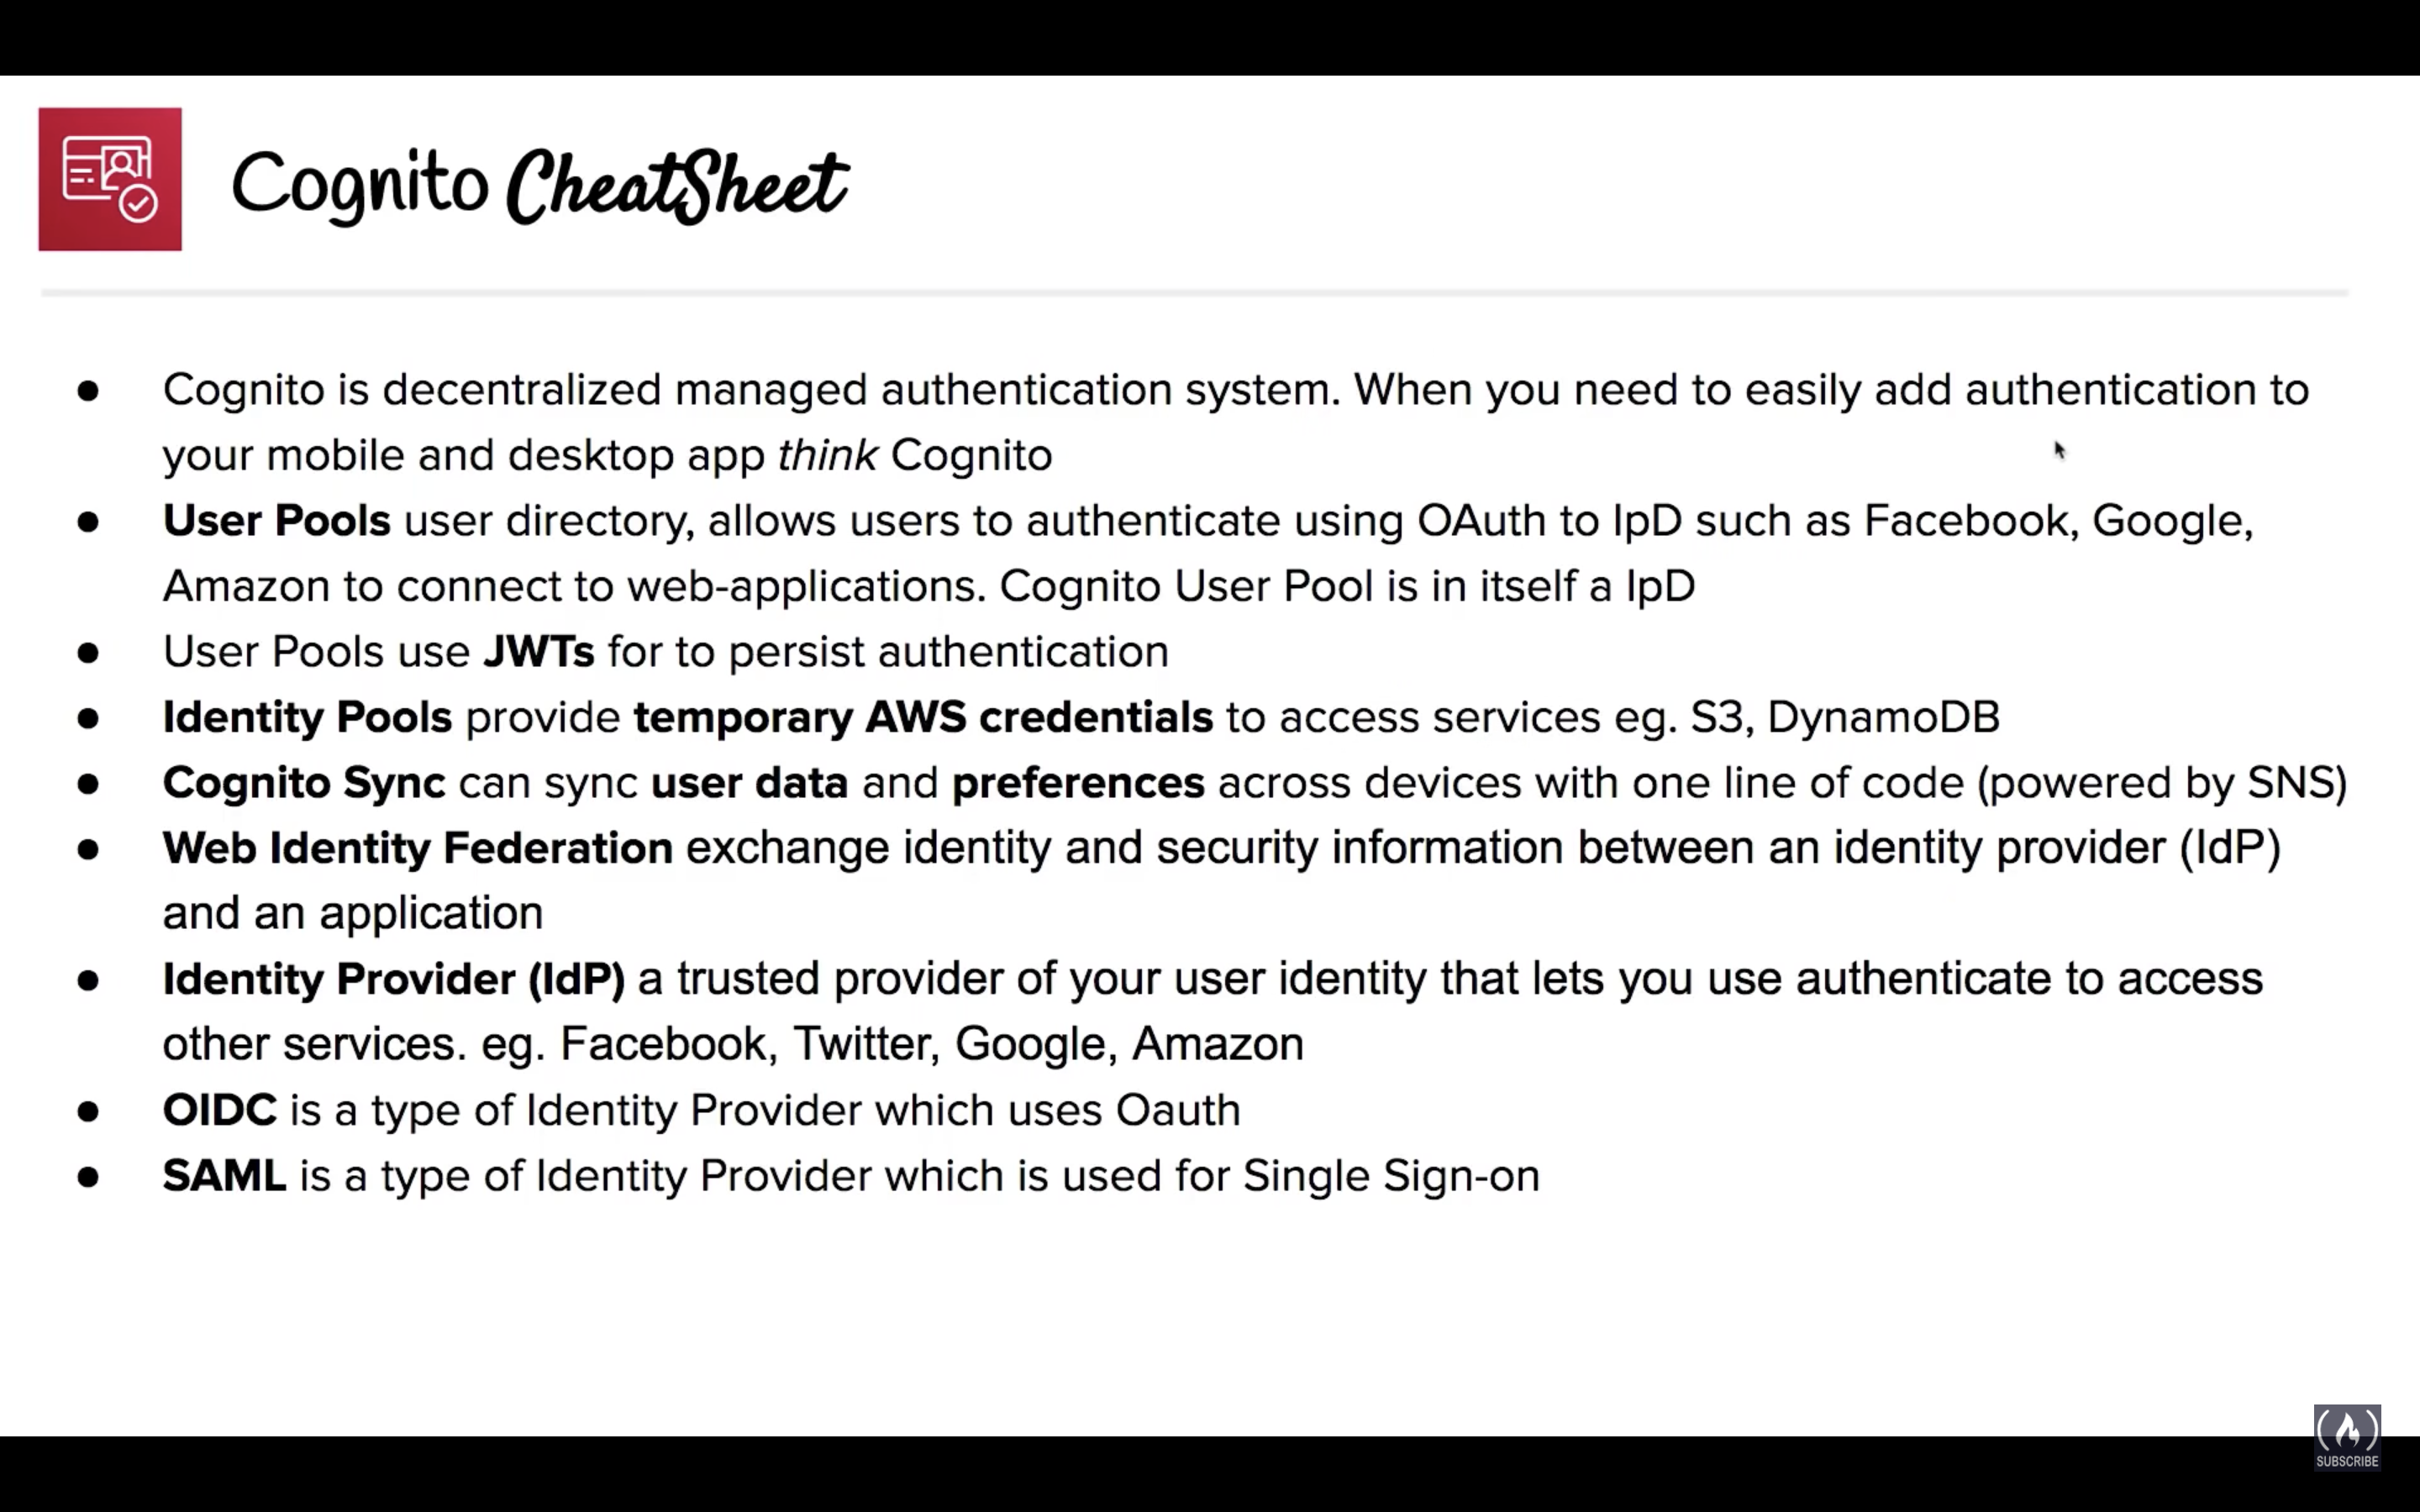 Cognito CheatSheet
Cognito is decentralized managed authentication system. When you need to easily add authentication to
your mobile and desktop app think Cognito
User Pools user directory, allows users to authenticate using OAuth to IpD such as Facebook, Google,
Amazon to connect to web-applications. Cognito User Pool is in itself a IpD
User Pools use JWTs for to persist authentication
Identity Pools provide temporary AWS credentials to access services eg. S3, DynamoDB
Cognito Sync can sync user data and preferences across devices with one line of code (powered by SNS)
Web Identity Federation exchange identity and security information between an identity provider (IdP)
and an application
Identity Provider (IdP) a trusted provider of your user identity that lets you use authenticate to access
other services. eg. Facebook, Twitter, Google, Amazon
OIDC is a type of Identity Provider which uses Oauth
SAML is a type of Identity Provider which is used for Single Sign-on
SUBSCRIBE